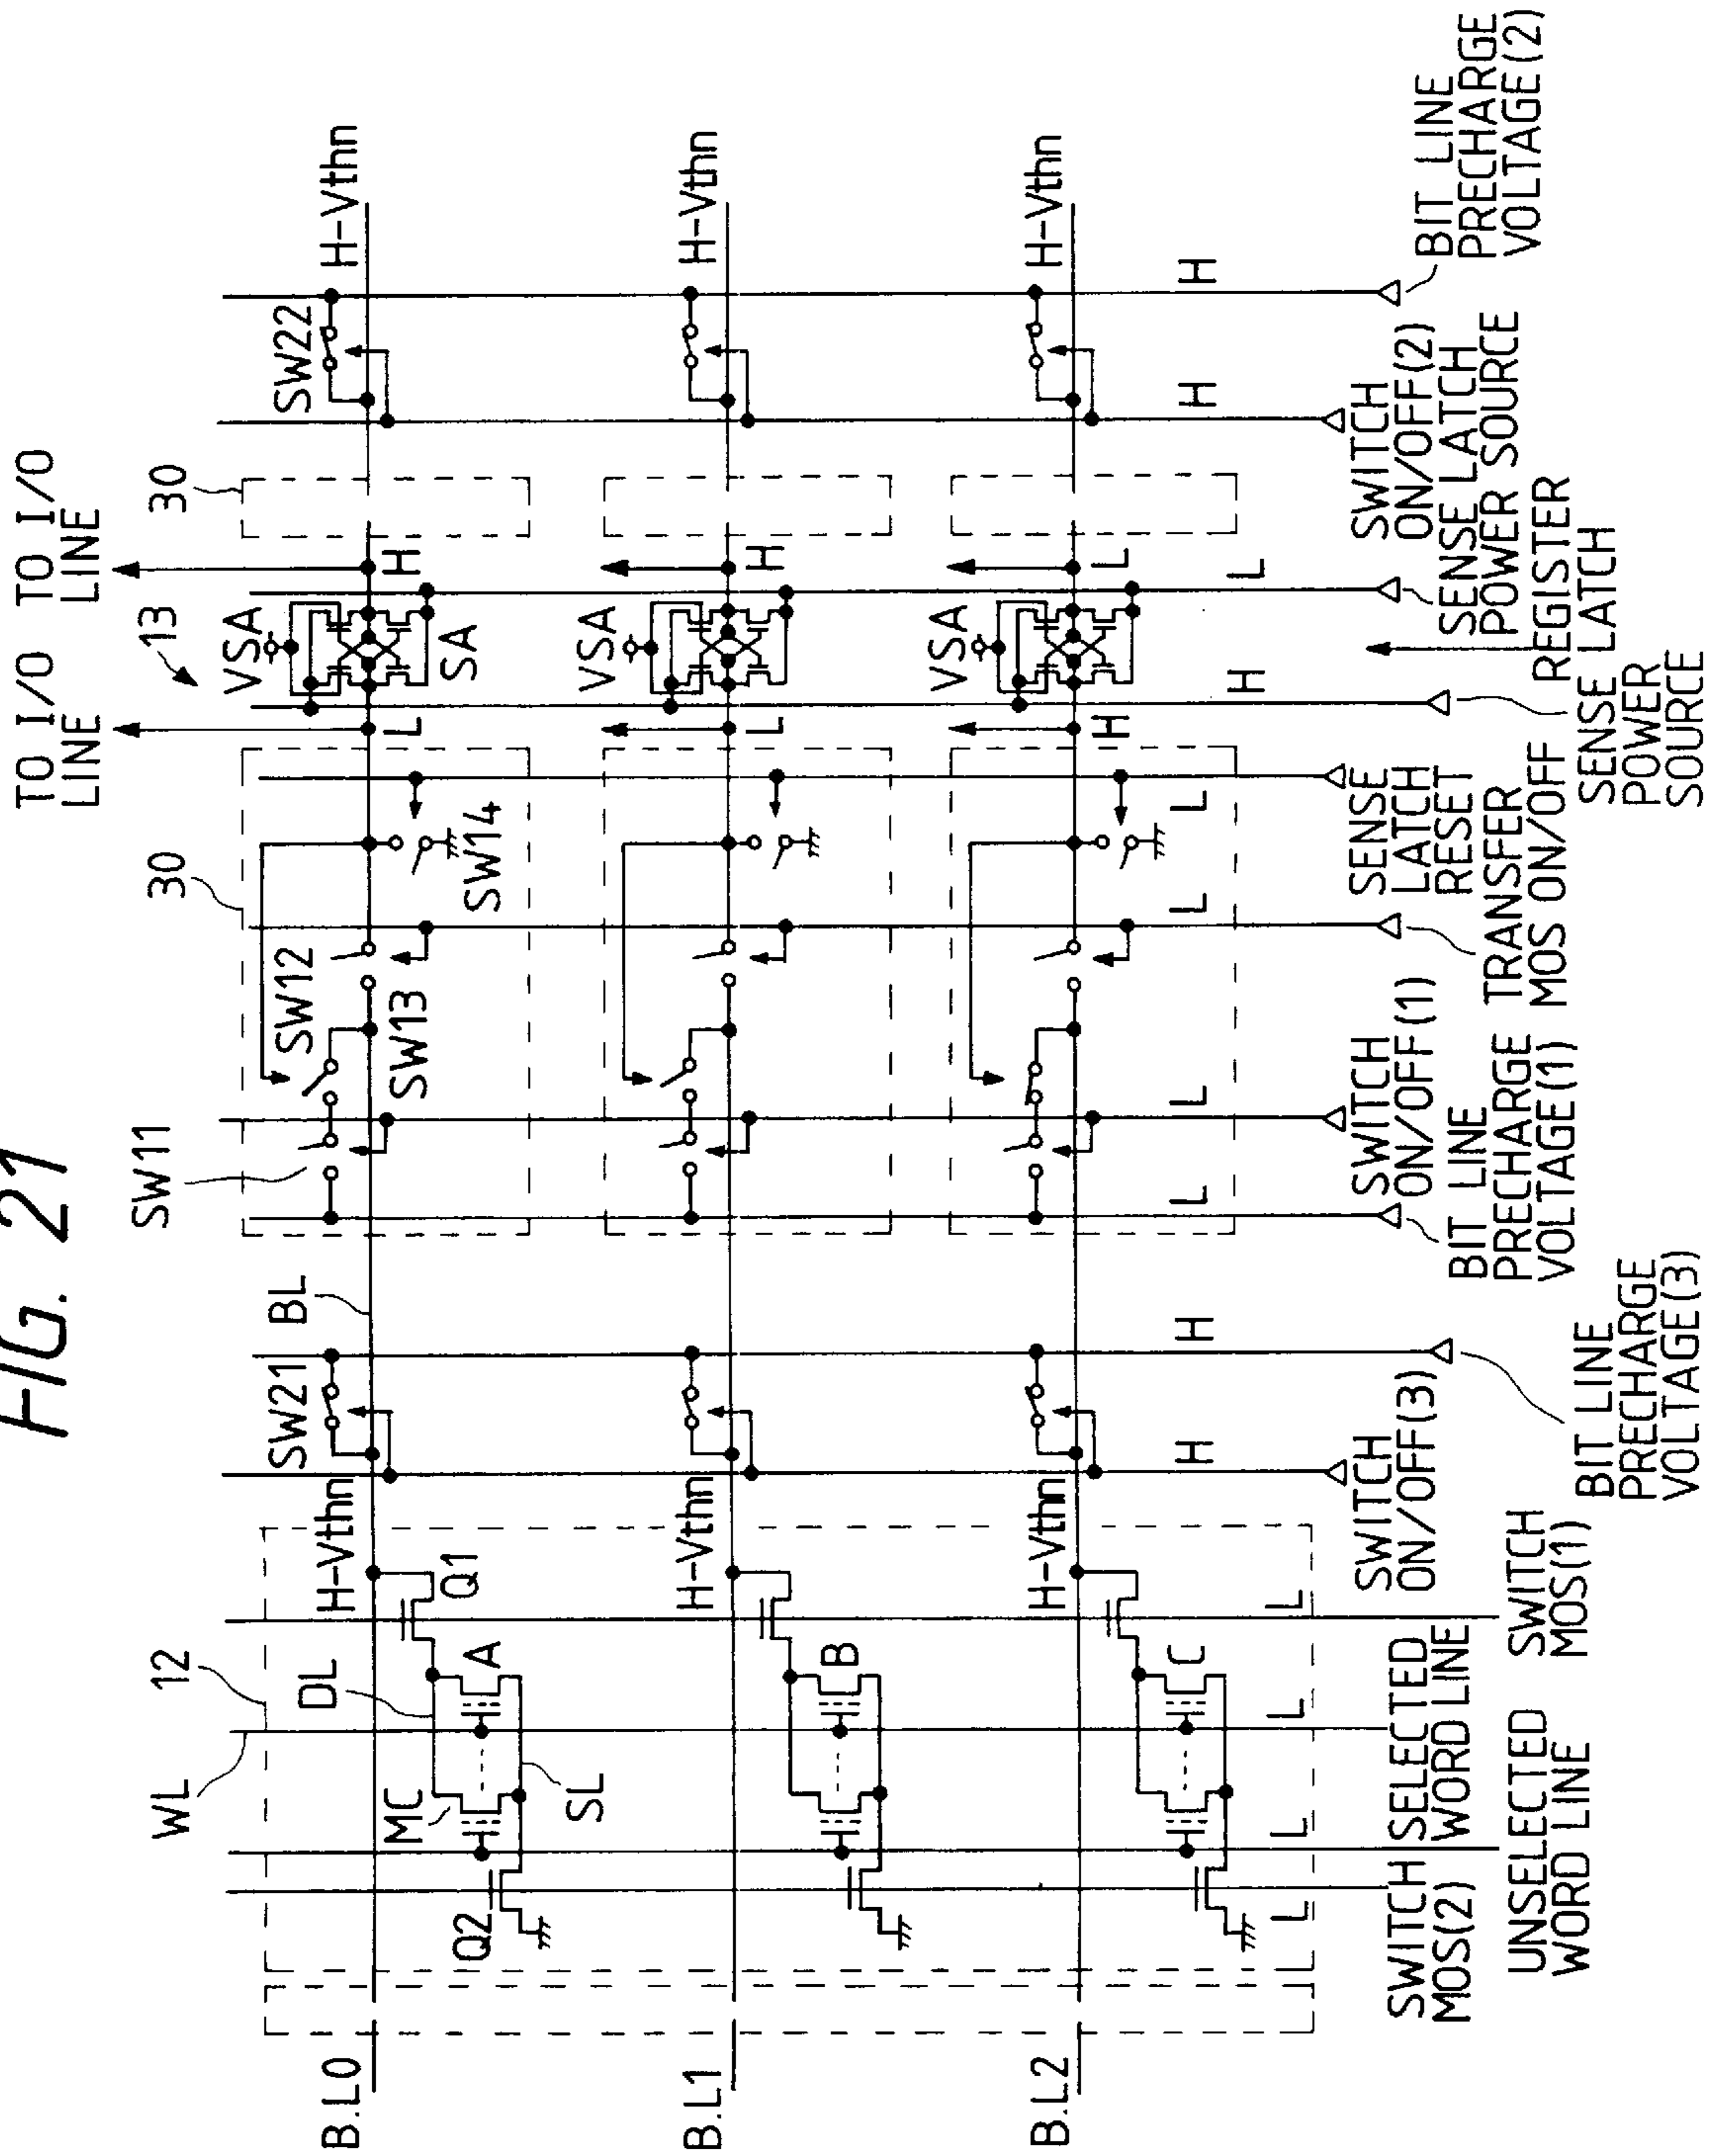 FIG. 21
TO I/O
LINE
TO I/O
LINE
13
WL
12
SW11
30
30
DL
H-Vthn
SW21
BL
SW12
VSA
SW22
H-Vthn
B.L0
Q2
MC
SL
A
Q1
SW13
SW14
L
SA
H
B.L1
B
H-Vthn
L
VSA
H
H-Vthn
B.L2
C
H-Vthn
H
VSA
L
H-Vthn
L
L
L
L
H
H
L
L
L
L
H
L
H
H
SWITCH
MOS(2)
UNSELECTED
WORD LINE
SELECTED
WORD LINE
SWITCH
MOS(1)
SWITCH
ON/OFF(3)
BIT LINE
PRECHARGE
VOLTAGE(3)
BIT LINE
PRECHARGE
VOLTAGE(1)
SWITCH
ON/OFF(1)
TRANSFER
MOS ON/OFF
SENSE
LATCH
RESET
SENSE LATCH
POWER
SOURCE
REGISTER
SENSE LATCH
POWER SOURCE
SWITCH
ON/OFF(2)
BIT LINE
PRECHARGE
VOLTAGE(2)